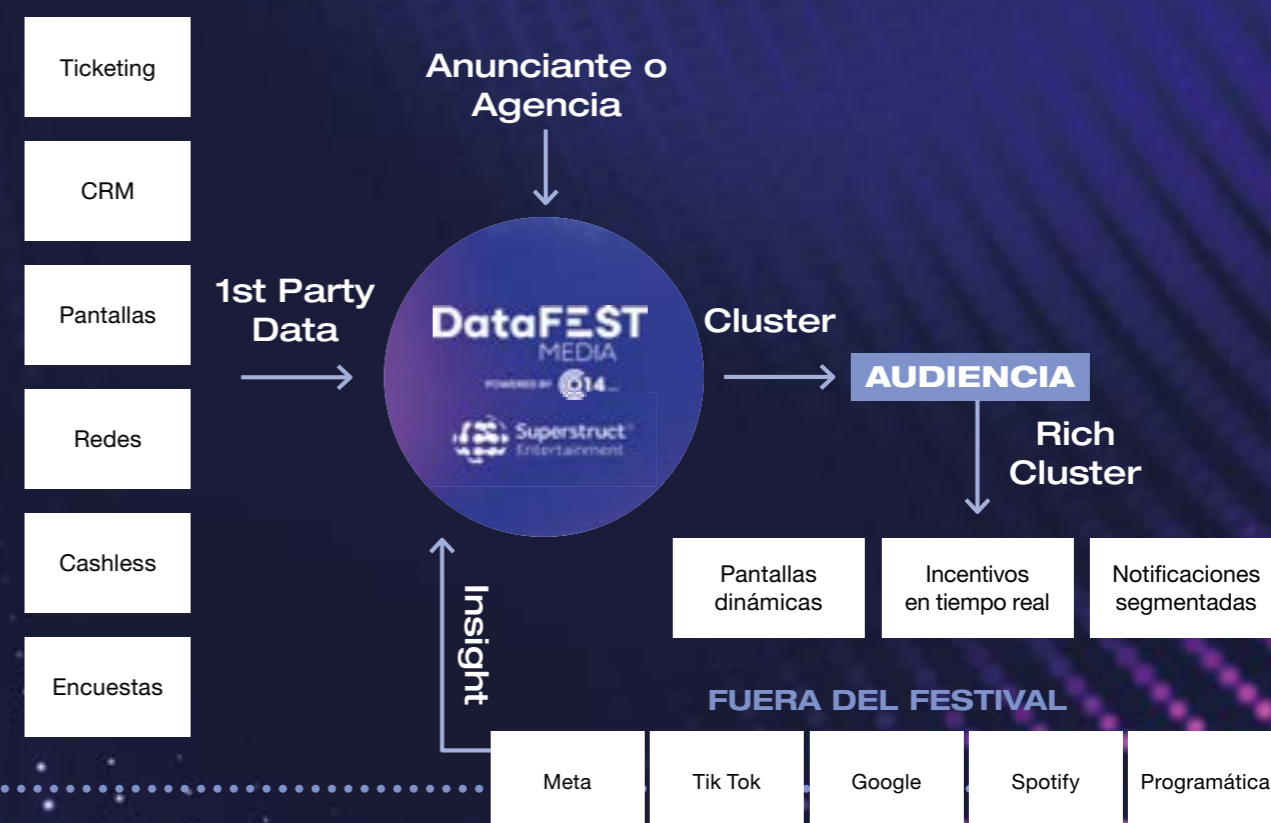 Ticketing
CRM
Pantallas
Redes
Cashless
Encuestas
1st Party
Data
Anunciante o
Agencia
DataFEST
MEDIA
POWERED BY 014
Superstruct
Entertainment
Cluster
AUDIENCIA
Rich
Cluster
Pantallas
dinámicas
Incentivos
en tiempo real
Notificaciones
segmentadas
Insight
FUERA DEL FESTIVAL
Meta
Tik Tok
Google
Spotify
Programática